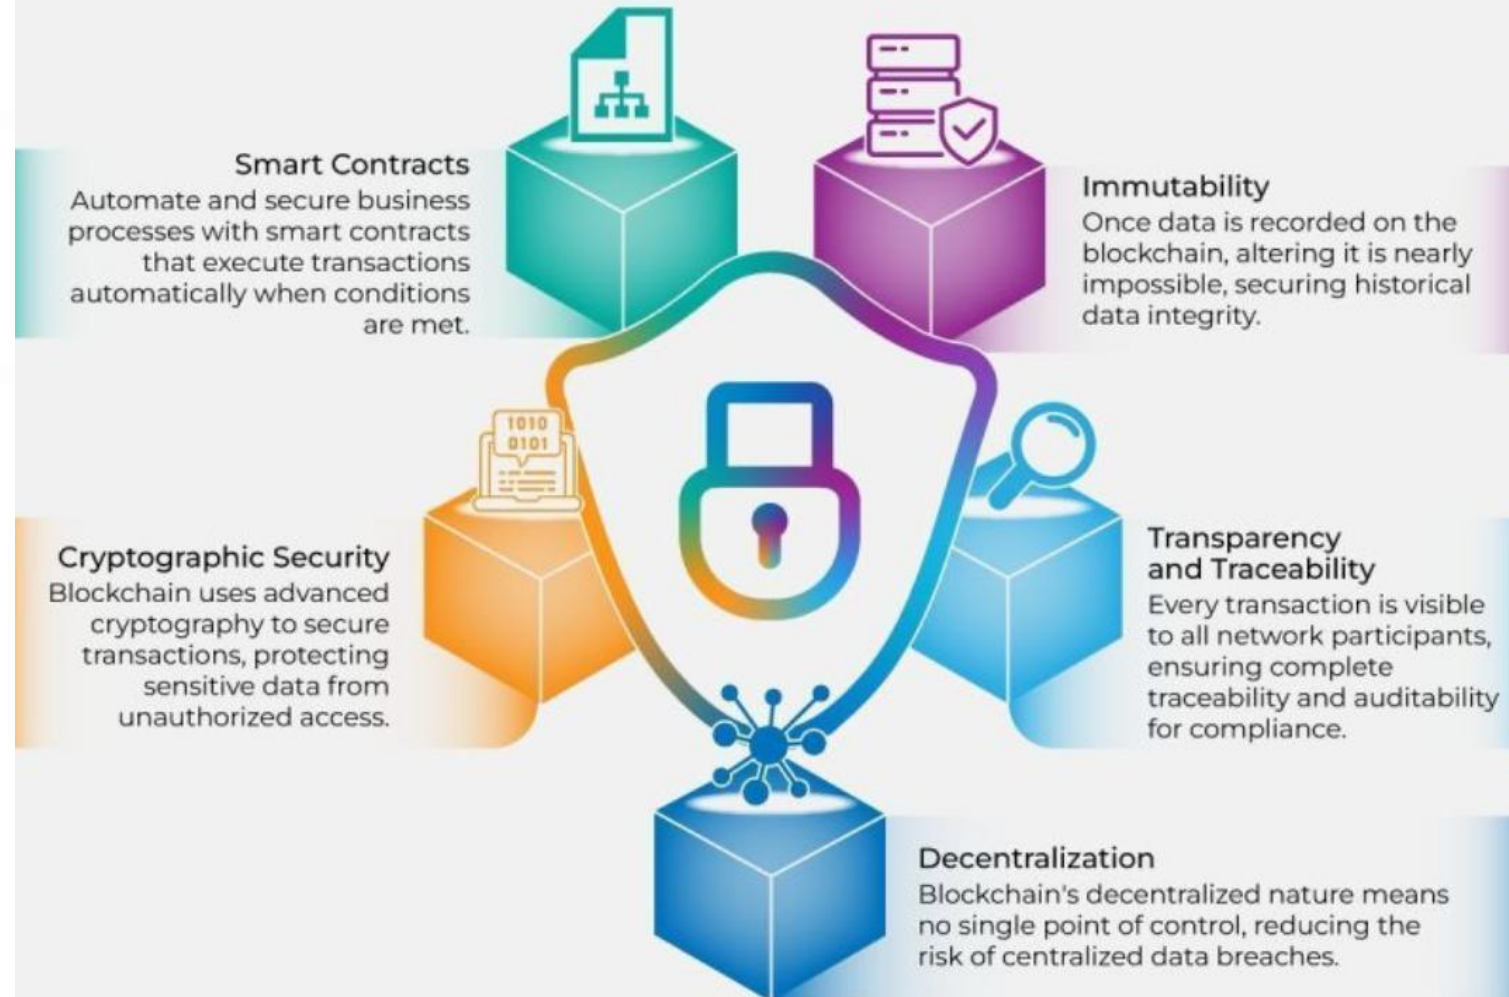 Smart Contracts
Automate and secure business
processes with smart contracts
that execute transactions
automatically when conditions
are met.
Immutability
Once data is recorded on the
blockchain, altering it is nearly
impossible, securing historical
data integrity.
1010
0101
Cryptographic Security
Blockchain uses advanced
cryptography to secure
transactions, protecting
sensitive data from
unauthorized access.
Transparency
and Traceability
Every transaction is visible
to all network participants,
ensuring complete
traceability and auditability
for compliance.
Decentralization
Blockchain's decentralized nature means
no single point of control, reducing the
risk of centralized data breaches.